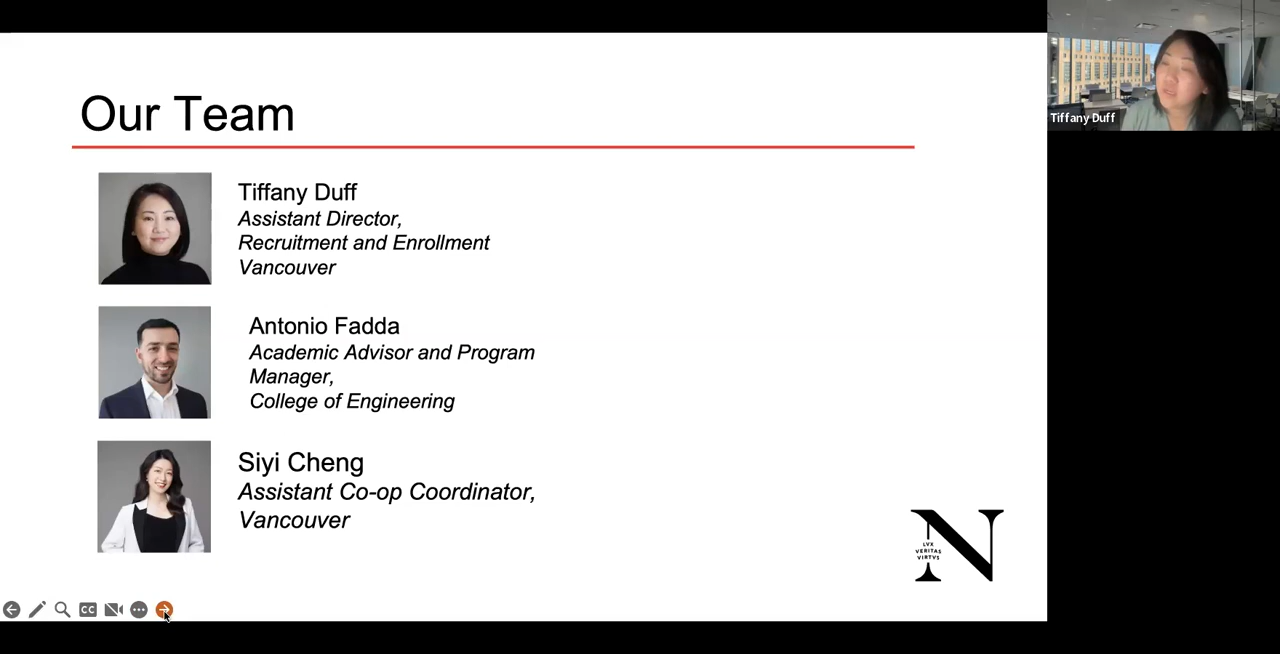 Our Team
Tiffany Duff
Assistant Director,
Recruitment and Enrollment
Vancouver
Antonio Fadda
Academic Advisor and Program
Manager,
College of Engineering
Siyi Cheng
Assistant Co-op Coordinator,
Vancouver
N
LVX
VERITAS
VIRTVS
CC
Tiffany Duff